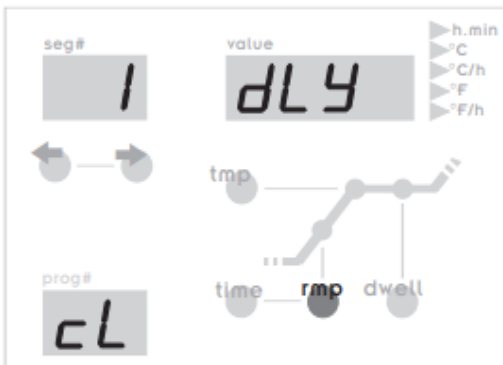 seg#
value
1
dLY
h.min
°C
°C/h
°F
°F/h
tmp
prog#
time
rmp
dwell
cL